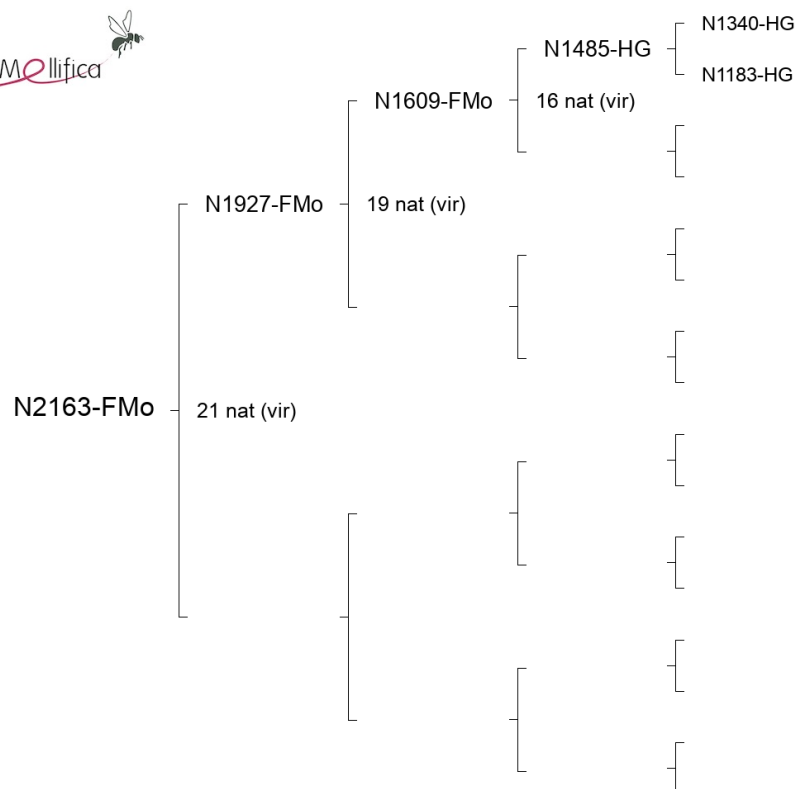 Mellifica
N1340-HG
N1485-HG
N1183-HG
N1609-FMo
16 nat (vir)
N1927-FMo
19 nat (vir)
N2163-FMo
21 nat (vir)